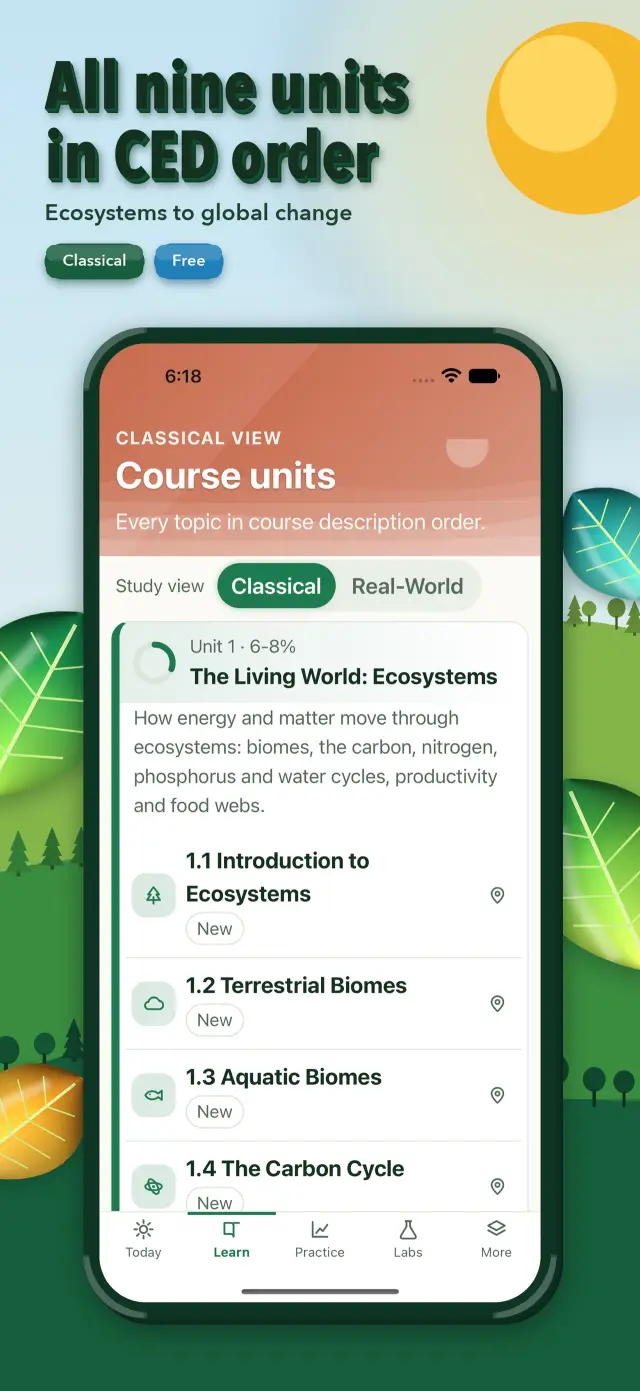 All nine units
in CED order
Ecosystems to global change
Classical
Free
6:18
CLASSICAL VIEW
Course units
Every topic in course description order.
Study view
Classical
Real-World
Unit 1 · 6-8%
The Living World: Ecosystems
How energy and matter move through
ecosystems: biomes, the carbon, nitrogen,
phosphorus and water cycles, productivity
and food webs.
1.1 Introduction to
Ecosystems
New
1.2 Terrestrial Biomes
New
1.3 Aquatic Biomes
New
1.4 The Carbon Cycle
New
Today
Learn
Practice
Labs
More